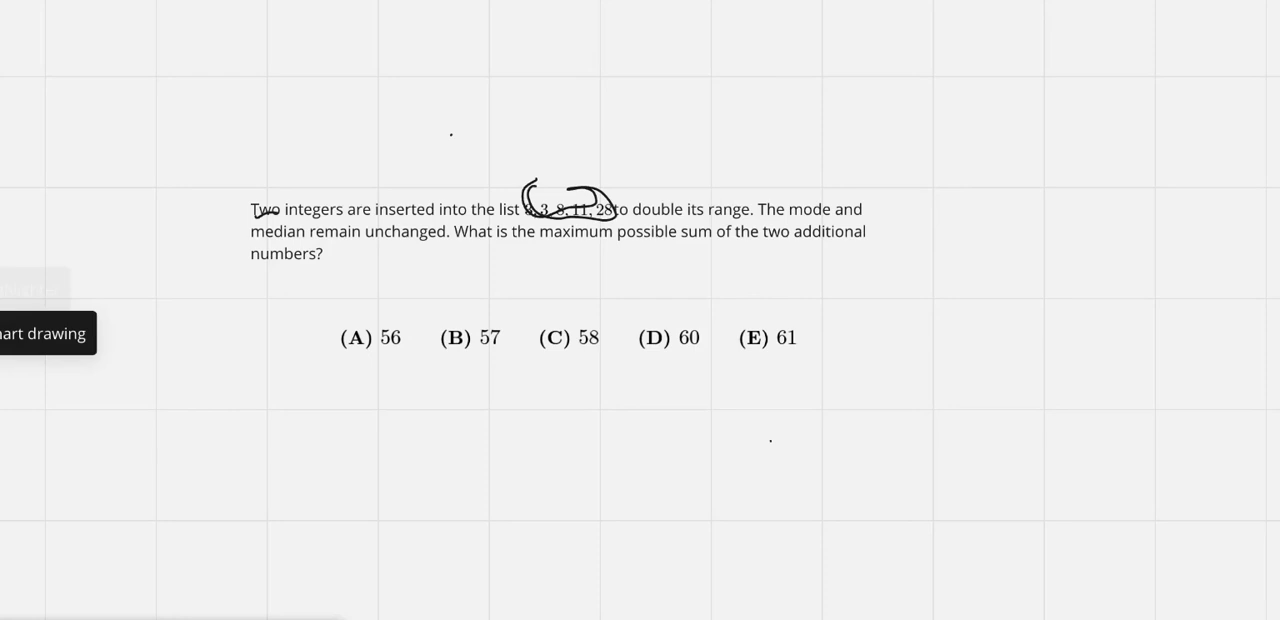 Two integers are inserted into the list 3, 8, 11, 28 to double its range. The mode and
median remain unchanged. What is the maximum possible sum of the two additional
numbers?
art drawing
(A) 56 (B) 57 (C) 58 (D) 60 (E) 61